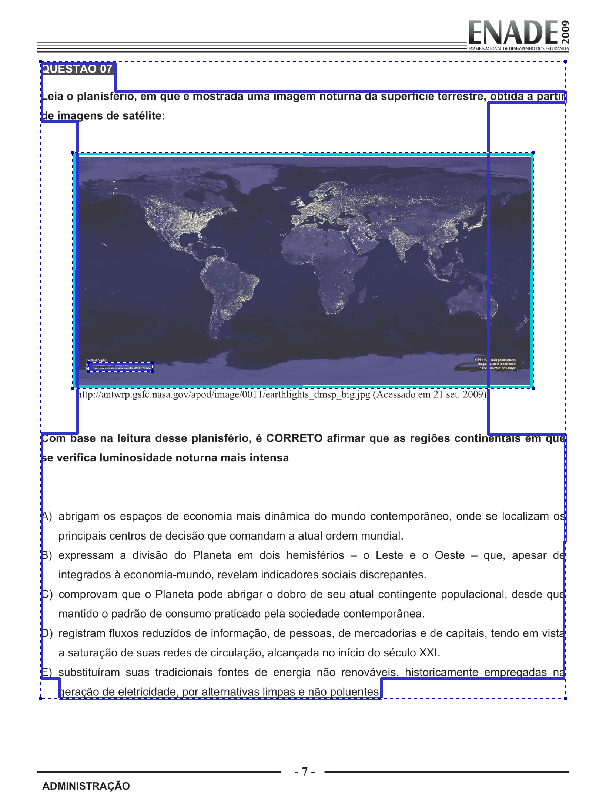 ENADE 2009
EXAME NACIONAL DE DESEMPENHO DOS ESTUDANTES
QUESTÃO 07
Leia o planisfério, em que é mostrada uma imagem noturna da superfície terrestre, obtida a partir
de imagens de satélite:
http://antwrp.gsfc.nasa.gov/apod/image/0011/earthlights_dmsp_big.jpg (Acessado em 21 set. 2009)
Com base na leitura desse planisfério, é CORRETO afirmar que as regiões continentais em que
se verifica luminosidade noturna mais intensa
A) abrigam os espaços de economia mais dinâmica do mundo contemporâneo, onde se localizam os
principais centros de decisão que comandam a atual ordem mundial.
B) expressam a divisão do Planeta em dois hemisférios – o Leste e o Oeste – que, apesar de
integrados à economia-mundo, revelam indicadores sociais discrepantes.
C) comprovam que o Planeta pode abrigar o dobro de seu atual contingente populacional, desde que
mantido o padrão de consumo praticado pela sociedade contemporânea.
D) registram fluxos reduzidos de informação, de pessoas, de mercadorias e de capitais, tendo em vista
a saturação de suas redes de circulação, alcançada no início do século XXI.
E) substituíram suas tradicionais fontes de energia não renováveis, historicamente empregadas na
geração de eletricidade, por alternativas limpas e não poluentes
- 7 -
ADMINISTRAÇÃO